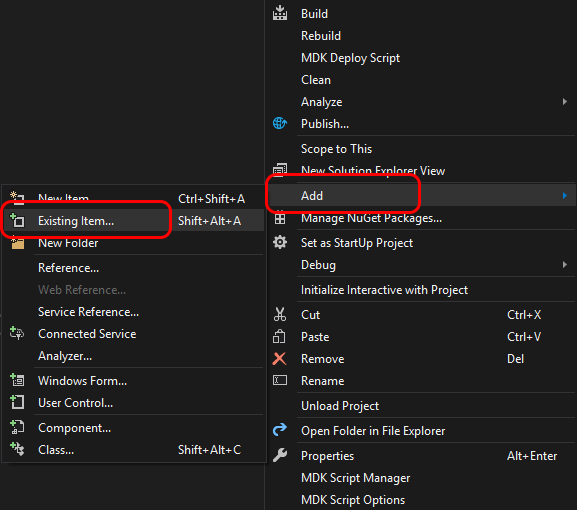 Build
Rebuild
MDK Deploy Script
Clean
Analyze
Publish...
Scope to This
New Solution Explorer View
Add
Manage NuGet Packages...
Set as StartUp Project
Debug
Initialize Interactive with Project
Cut Ctrl+X
Paste Ctrl+V
Remove Del
Rename
Unload Project
Open Folder in File Explorer
Properties Alt+Enter
MDK Script Manager
MDK Script Options
New Item... Ctrl+Shift+A
Existing Item... Shift+Alt+A
New Folder
Reference...
Web Reference...
Service Reference...
Connected Service
Analyzer...
Windows Form...
User Control...
Component...
Class... Shift+Alt+C